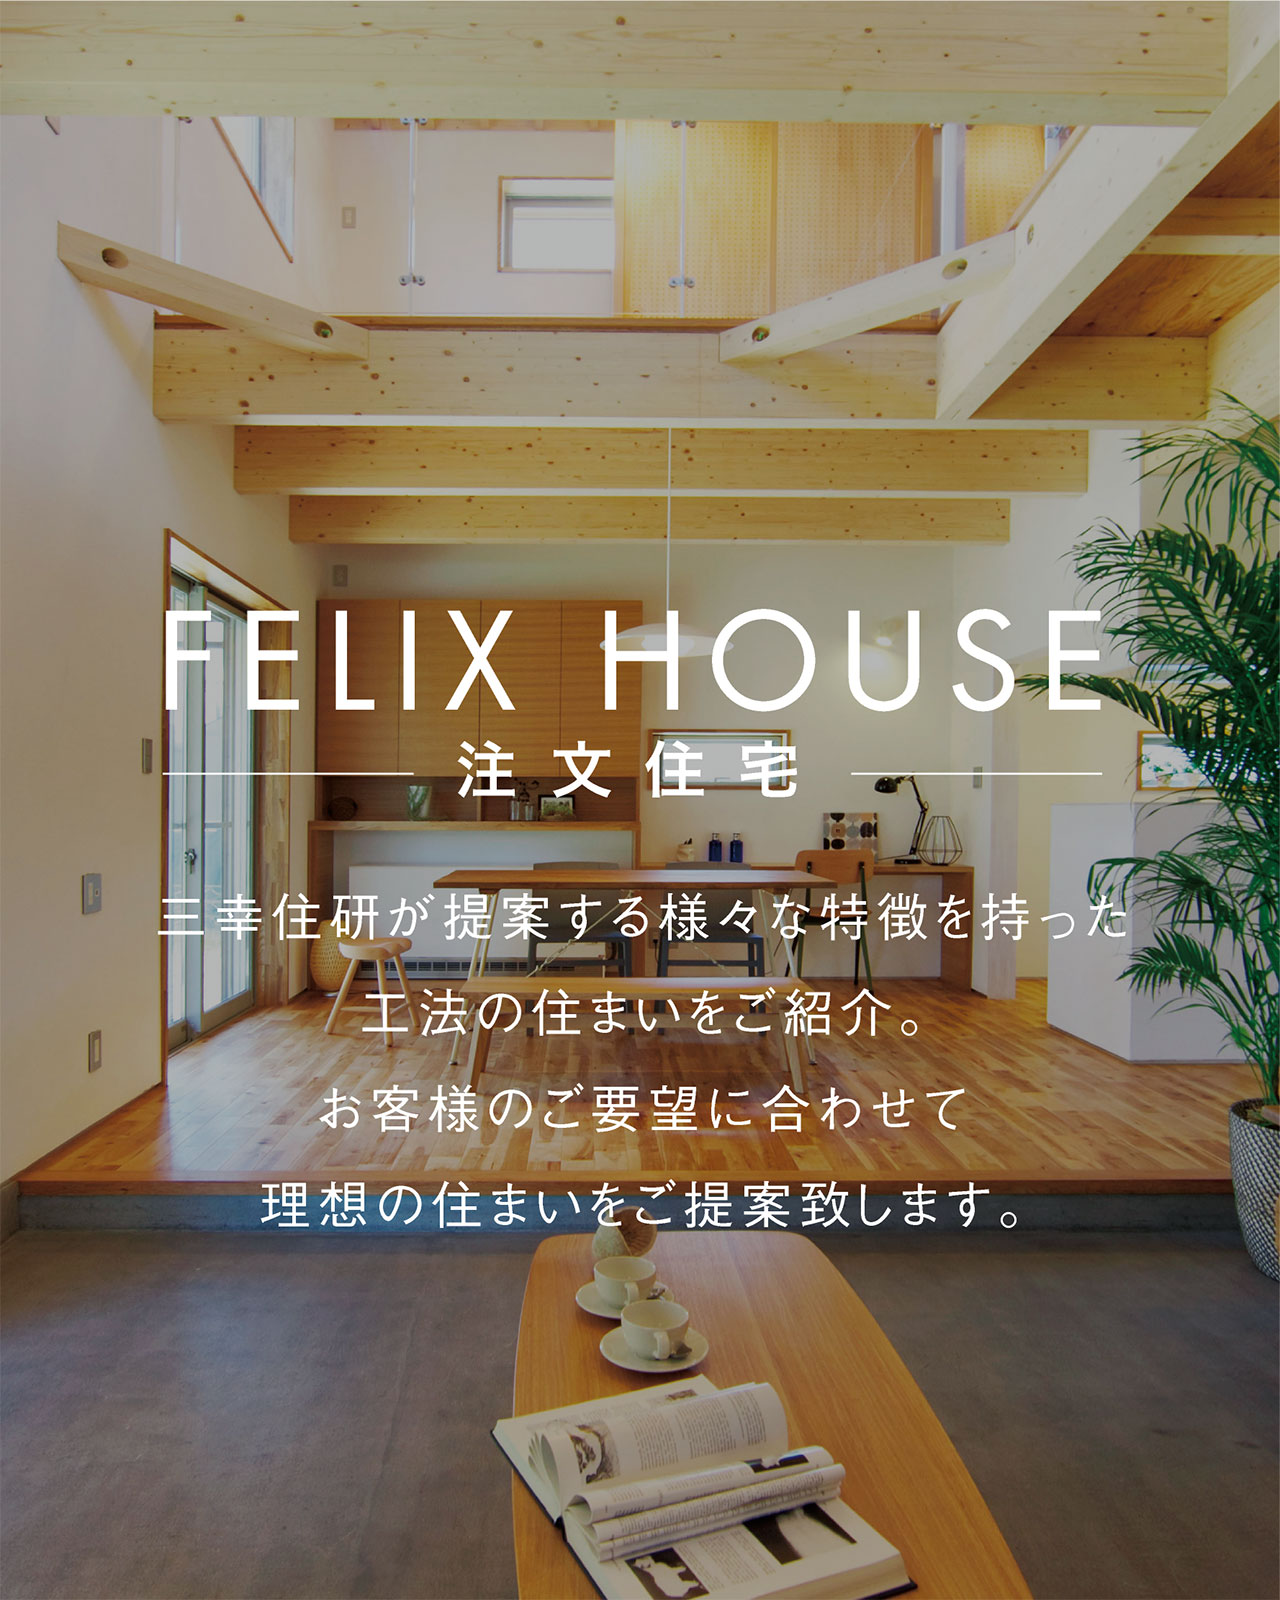 FELIX HOUSE
注文住宅
三幸住研が提案する様々な特徴を持った
工法の住まいをご紹介。
お客様のご要望に合わせて
理想の住まいをご提案致します。